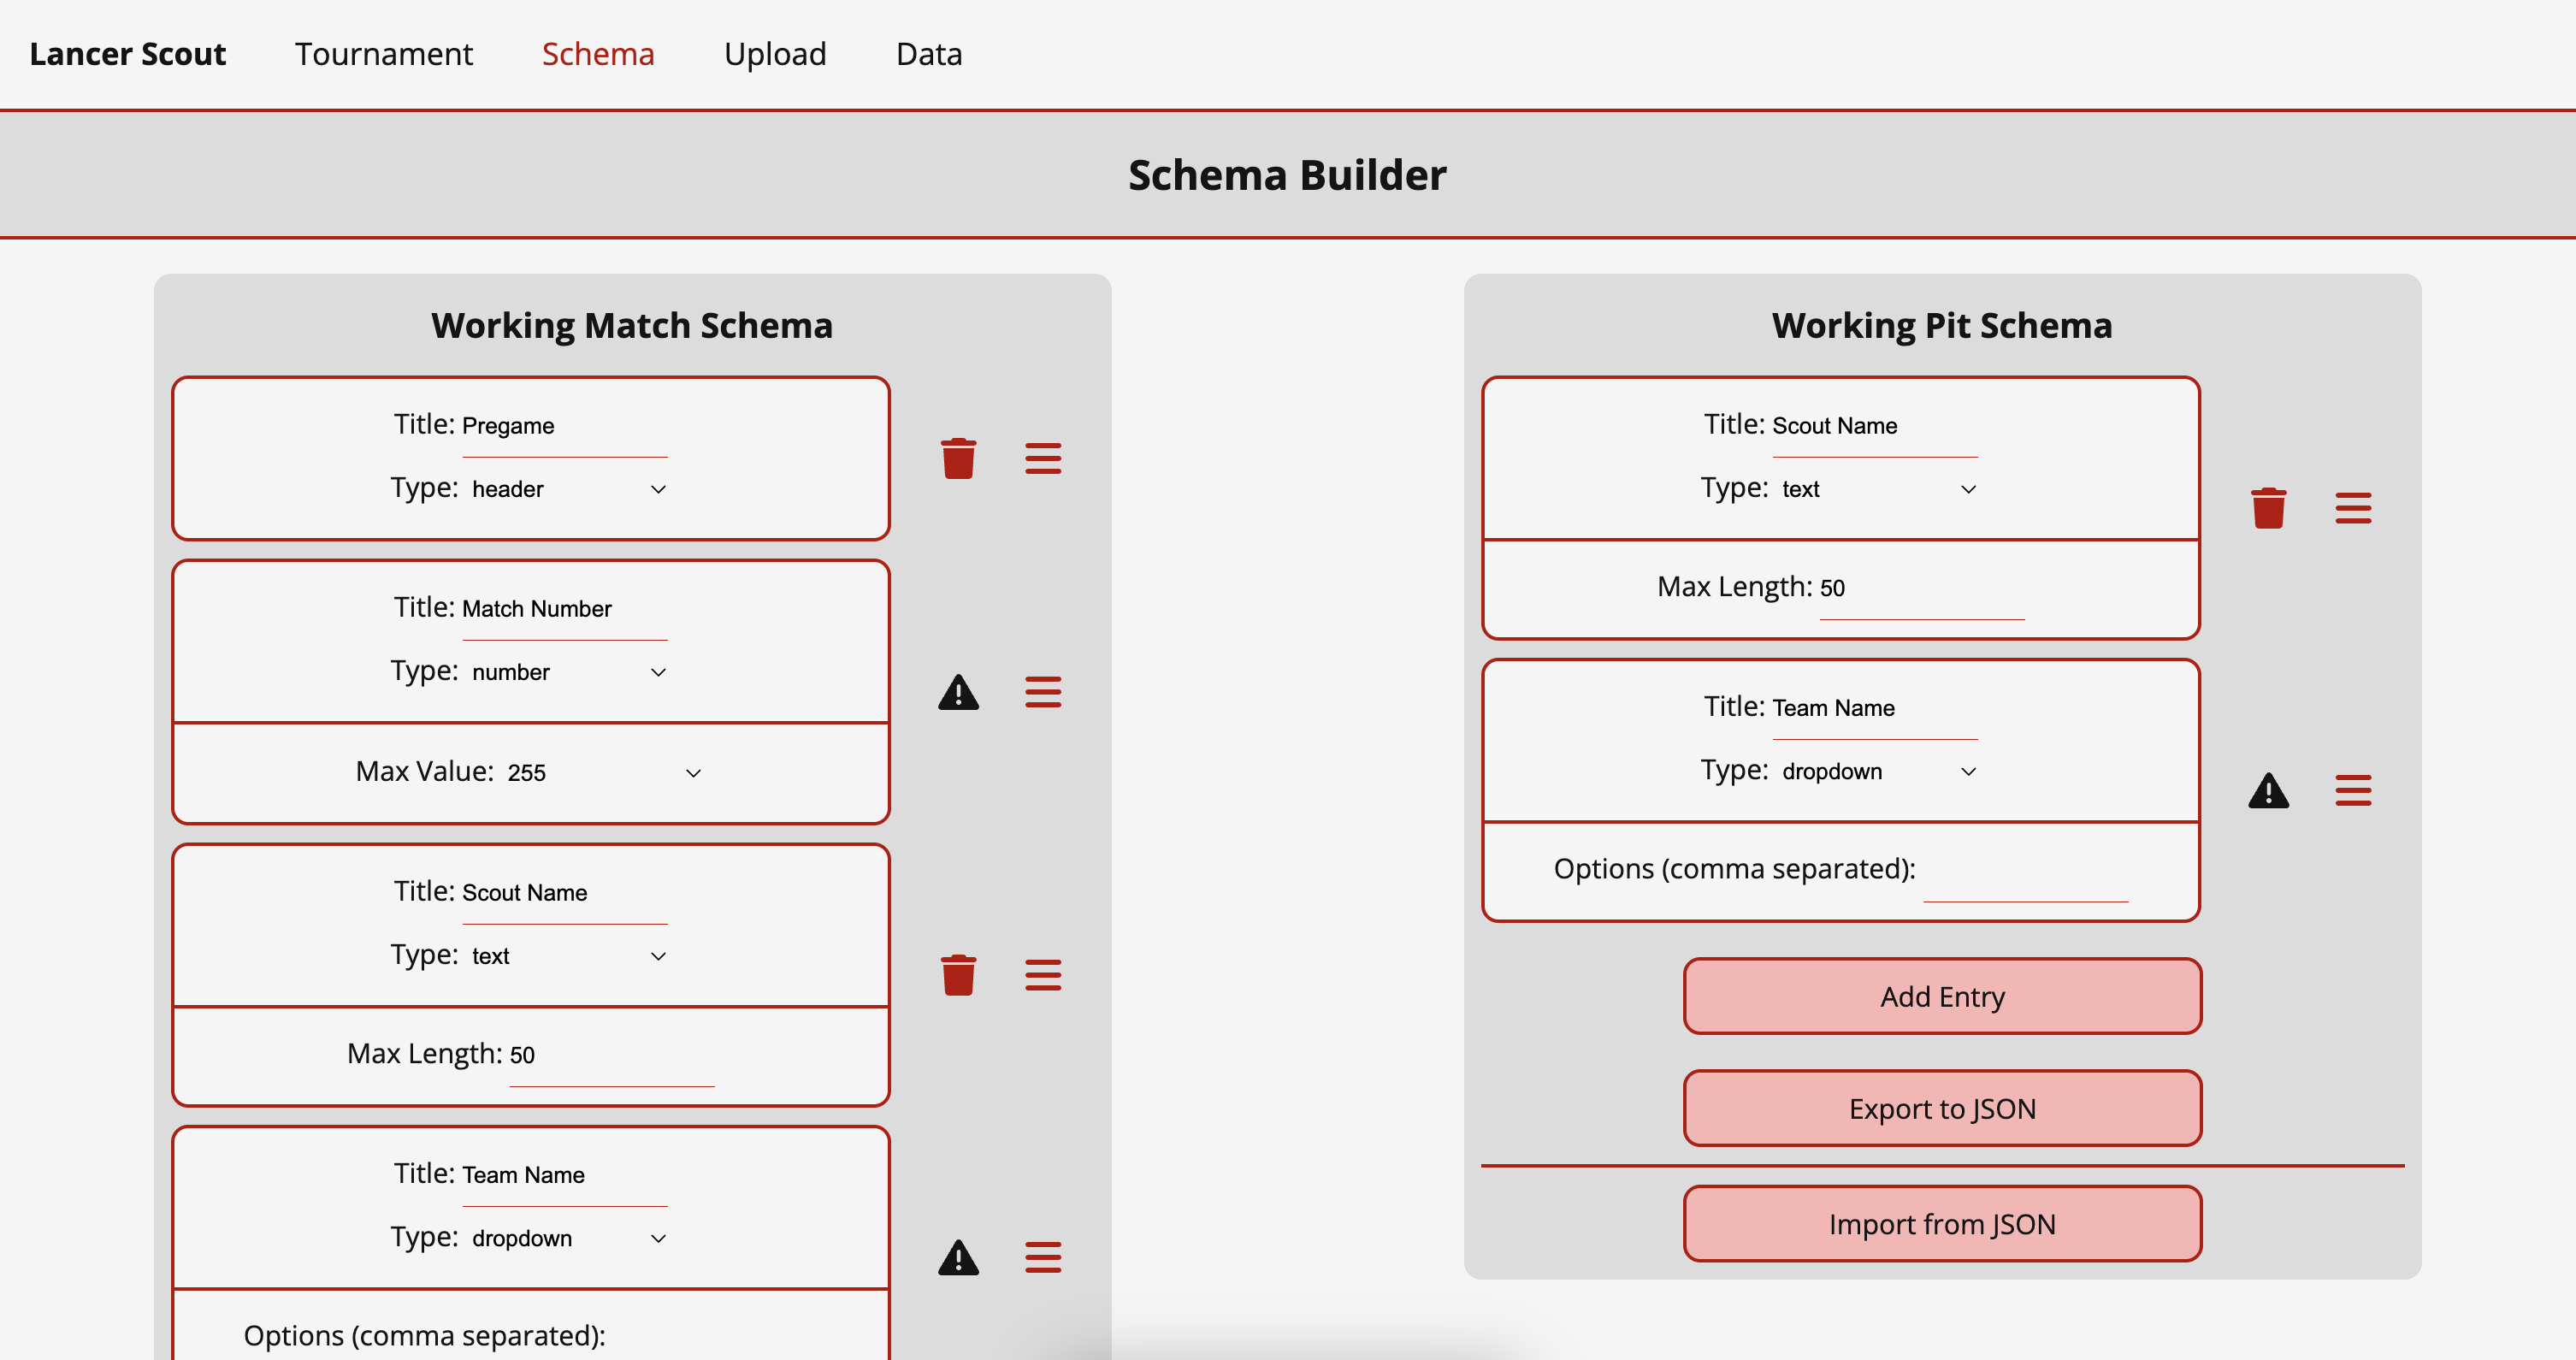 Lancer Scout Tournament Schema Upload Data
Schema Builder
Working Match Schema
Title: Pregame
Type: header
Title: Match Number
Type: number
Max Value: 255
Title: Scout Name
Type: text
Max Length: 50
Title: Team Name
Type: dropdown
Options (comma separated):
Working Pit Schema
Title: Scout Name
Type: text
Max Length: 50
Title: Team Name
Type: dropdown
Options (comma separated):
Add Entry
Export to JSON
Import from JSON